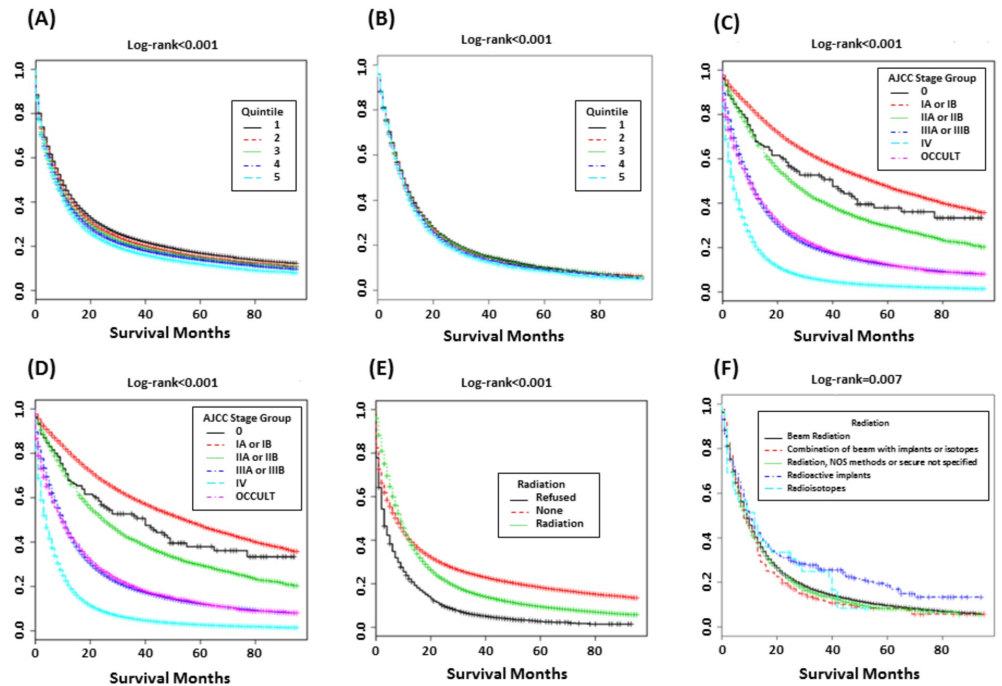 (A)
Log-rank<0.001
1.0
0.8
0.6
0.4
0.2
0.0
Quintile
1
2
3
4
5
0 20 40 60 80
Survival Months
(B)
Log-rank<0.001
1.0
0.8
0.6
0.4
0.2
0.0
Quintile
1
2
3
4
5
0 20 40 60 80
Survival Months
(C)
Log-rank<0.001
1.0
0.8
0.6
0.4
0.2
0.0
AJCC Stage Group
0
IA or IB
IIA or IIB
IIIA or IIIB
IV
OCCULT
0 20 40 60 80
Survival Months
(D)
Log-rank<0.001
1.0
0.8
0.6
0.4
0.2
0.0
AJCC Stage Group
0
IA or IB
IIA or IIB
IIIA or IIIB
IV
OCCULT
0 20 40 60 80
Survival Months
(E)
Log-rank<0.001
1.0
0.8
0.6
0.4
0.2
0.0
Radiation
Refused
None
Radiation
0 20 40 60 80
Survival Months
(F)
Log-rank=0.007
1.0
0.8
0.6
0.4
0.2
0.0
Radiation
Beam Radiation
Combination of beam with implants or isotopes
Radiation, NOS methods or secure not specified
Radioactive implants
Radioisotopes
0 20 40 60 80
Survival Months